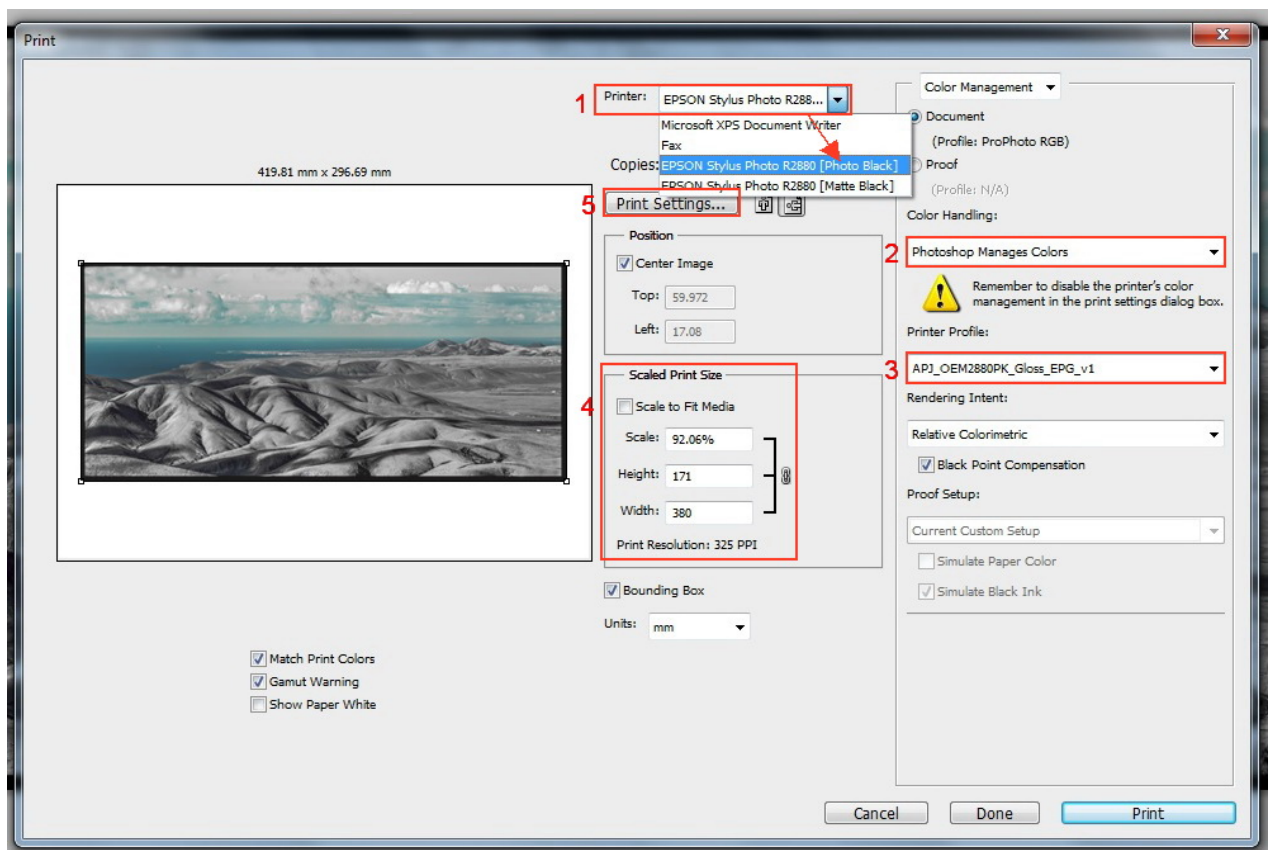 Print
419.81 mm x 296.69 mm
Match Print Colors
Gamut Warning
Show Paper White
1
Printer:
EPSON Stylus Photo R288...
Microsoft XPS Document Writer
Fax
EPSON Stylus Photo R2880 [Photo Black]
EPSON Stylus Photo R2880 [Matte Black]
Copies:
5
Print Settings...
Position
Center Image
Top: 59.972
Left: 17.08
4
Scaled Print Size
Scale to Fit Media
Scale: 92.06%
Height: 171
Width: 380
Print Resolution: 325 PPI
Bounding Box
Units: mm
Color Management
Document
(Profile: ProPhoto RGB)
Proof
(Profile: N/A)
Color Handling:
2
Photoshop Manages Colors
Remember to disable the printer's color
management in the print settings dialog box.
Printer Profile:
3
APJ_OEM2880PK_Gloss_EPG_v1
Rendering Intent:
Relative Colorimetric
Black Point Compensation
Proof Setup:
Current Custom Setup
Simulate Paper Color
Simulate Black Ink
Cancel
Done
Print